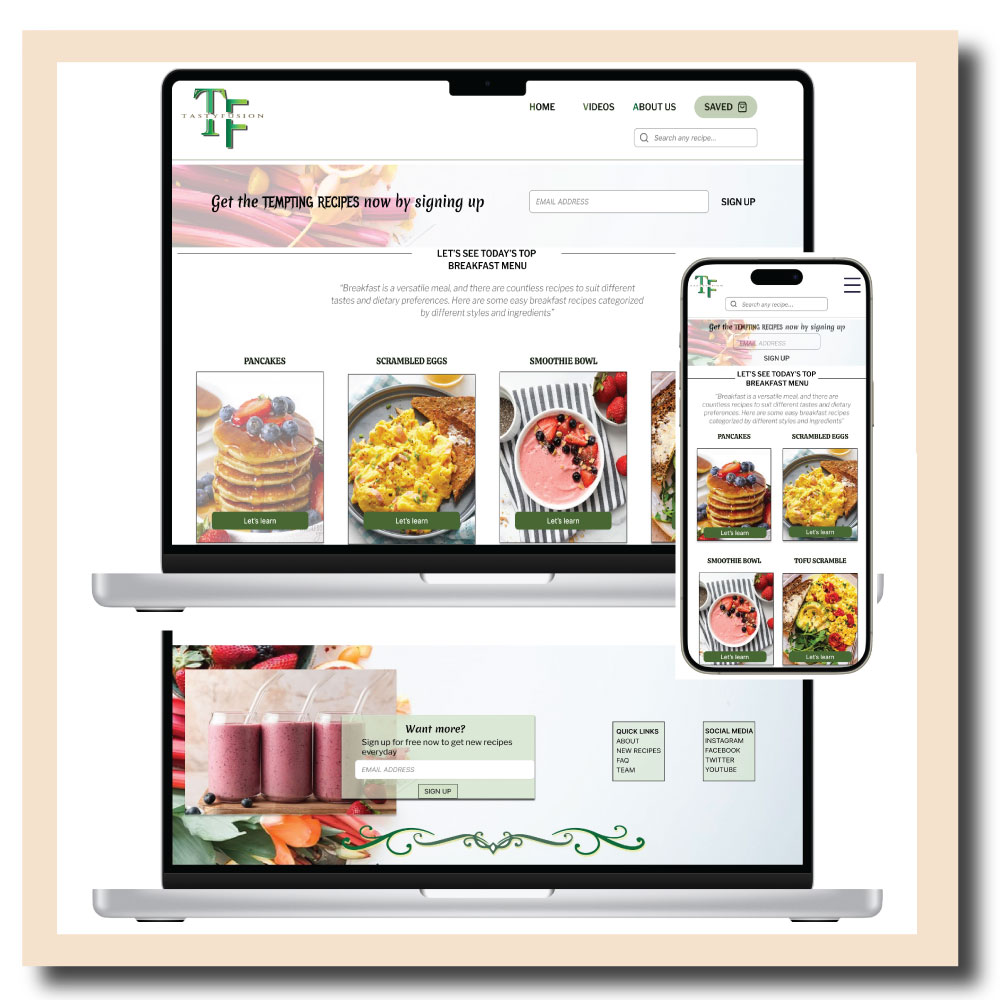 TF
TASTYFUSION
HOME VIDEOS ABOUT US SAVED
Search any recipe...
Get the TEMPTING RECIPES now by signing up
EMAIL ADDRESS
SIGN UP
LET'S SEE TODAY'S TOP
BREAKFAST MENU
"Breakfast is a versatile meal, and there are countless recipes to suit different
tastes and dietary preferences. Here are some easy breakfast recipes categorized
by different styles and ingredients"
PANCAKES SCRAMBLED EGGS SMOOTHIE BOWL
Let's learn Let's learn Let's learn
TF
Search any recipe...
Get the TEMPTING RECIPES now by signing up
EMAIL ADDRESS
SIGN UP
LET'S SEE TODAY'S TOP
BREAKFAST MENU
"Breakfast is a versatile meal, and there are
countless recipes to suit different tastes and dietary
preferences. Here are some easy breakfast recipes
categorized by different styles and ingredients"
PANCAKES SCRAMBLED EGGS
Let's learn Let's learn
SMOOTHIE BOWL TOFU SCRAMBLE
Let's learn Let's learn
Want more?
Sign up for free now to get new recipes
everyday
EMAIL ADDRESS
SIGN UP
QUICK LINKS
ABOUT
NEW RECIPES
FAQ
TEAM
SOCIAL MEDIA
INSTAGRAM
FACEBOOK
TWITTER
YOUTUBE